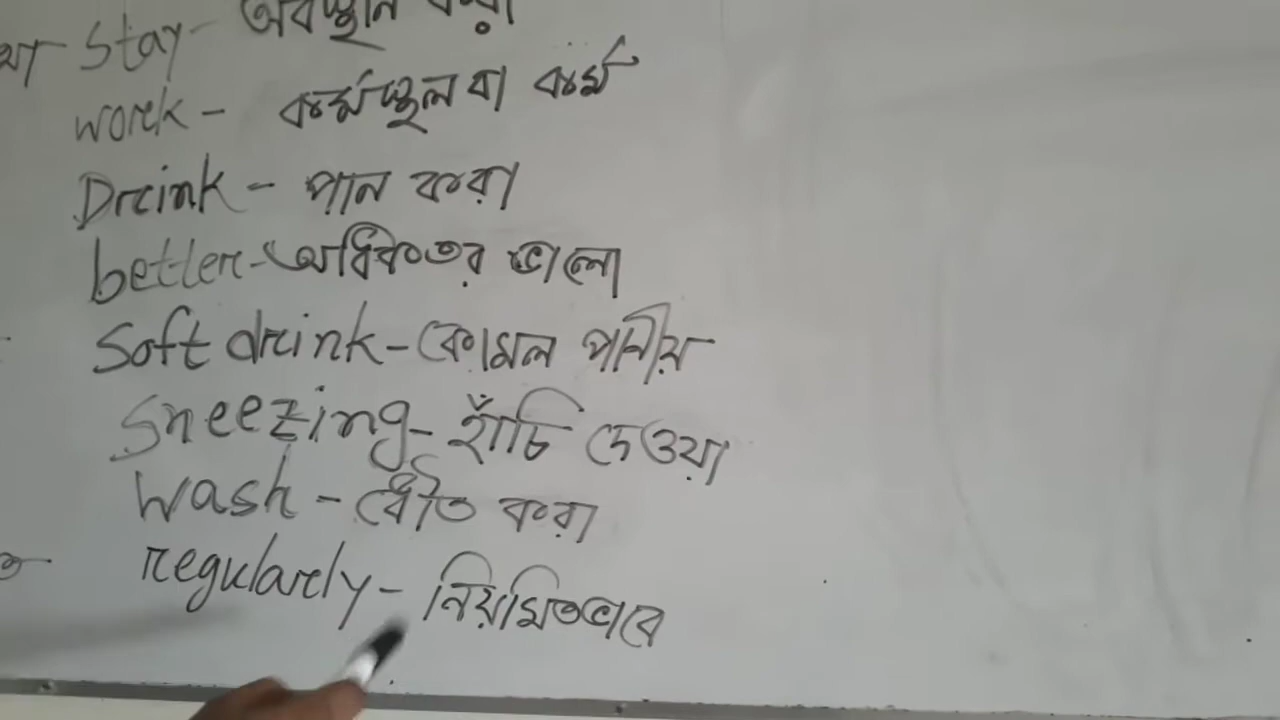 Stay - অবস্থান করা
work - কর্মস্থল বা কর্ম
Drink - পান করা
better - অধিকতর ভালো
Soft drink - কোমল পানীয়
Sneezing - হাঁচি দেওয়া
Wash - ধৌত করা
regularly - নিয়মিতভাবে